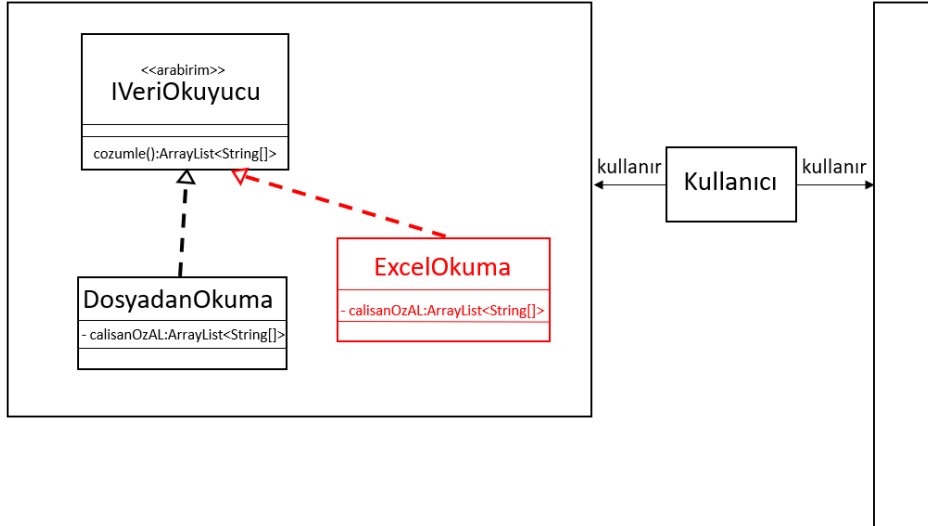 <<arabirim>>
IVeriOkuyucu
cozumle():ArrayList<String[]>
DosyadanOkuma
- calisanOzAL:ArrayList<String[]>
ExcelOkuma
- calisanOzAL:ArrayList<String[]>
kullanır
Kullanıcı
kullanır